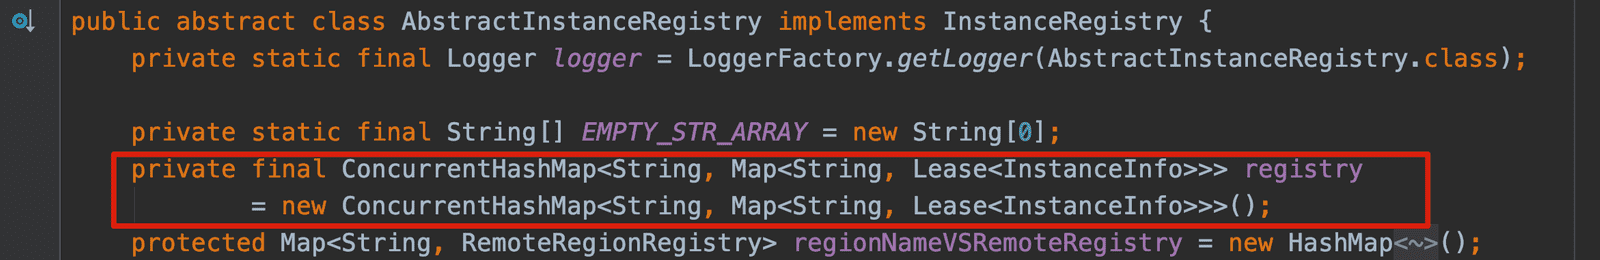 public abstract class AbstractInstanceRegistry implements InstanceRegistry {
private static final Logger logger = LoggerFactory.getLogger(AbstractInstanceRegistry.class);
private static final String[] EMPTY_STR_ARRAY = new String[0];
private final ConcurrentHashMap<String, Map<String, Lease<InstanceInfo>>> registry
= new ConcurrentHashMap<String, Map<String, Lease<InstanceInfo>>>();
protected Map<String, RemoteRegionRegistry> regionNameVSRemoteRegistry = new HashMap<~>();